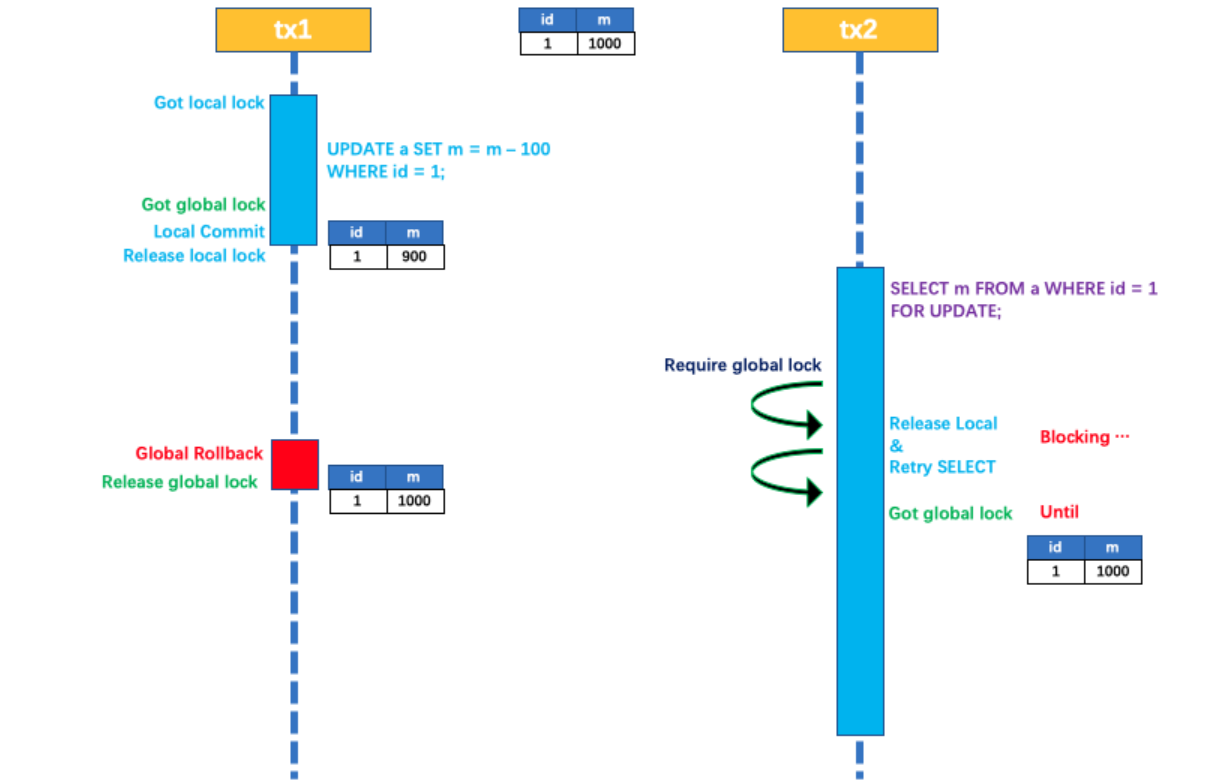 tx1
id m
1 1000
tx2
Got local lock
UPDATE a SET m = m – 100
WHERE id = 1;
Got global lock
Local Commit
Release local lock
id m
1 900
SELECT m FROM a WHERE id = 1
FOR UPDATE;
Require global lock
Release Local
&
Retry SELECT
Blocking ···
Global Rollback
Release global lock
id m
1 1000
Got global lock
Until
id m
1 1000